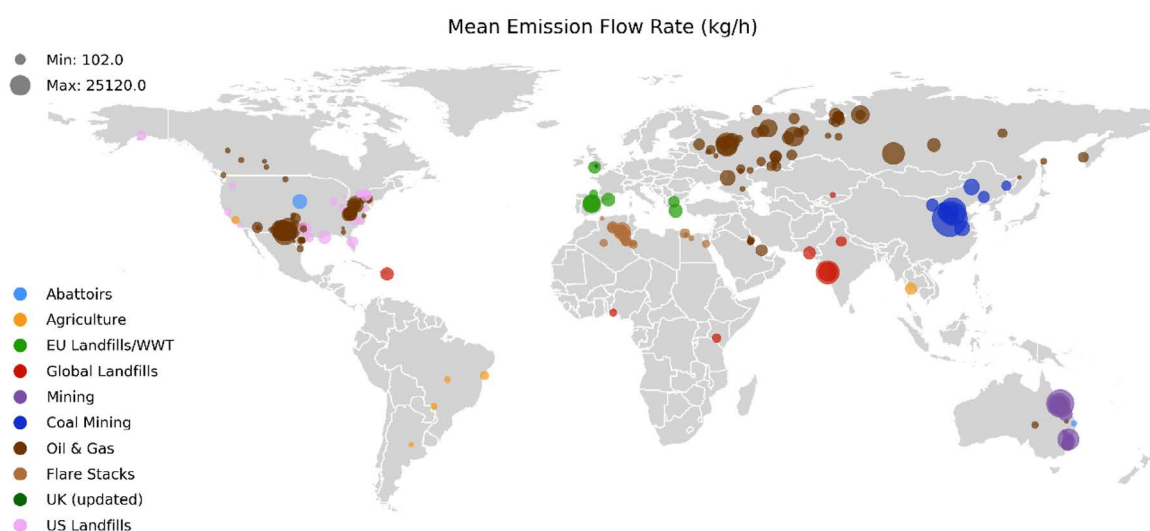 Mean Emission Flow Rate (kg/h)
Min: 102.0
Max: 25120.0
Abattoirs
Agriculture
EU Landfills/WWT
Global Landfills
Mining
Coal Mining
Oil & Gas
Flare Stacks
UK (updated)
US Landfills